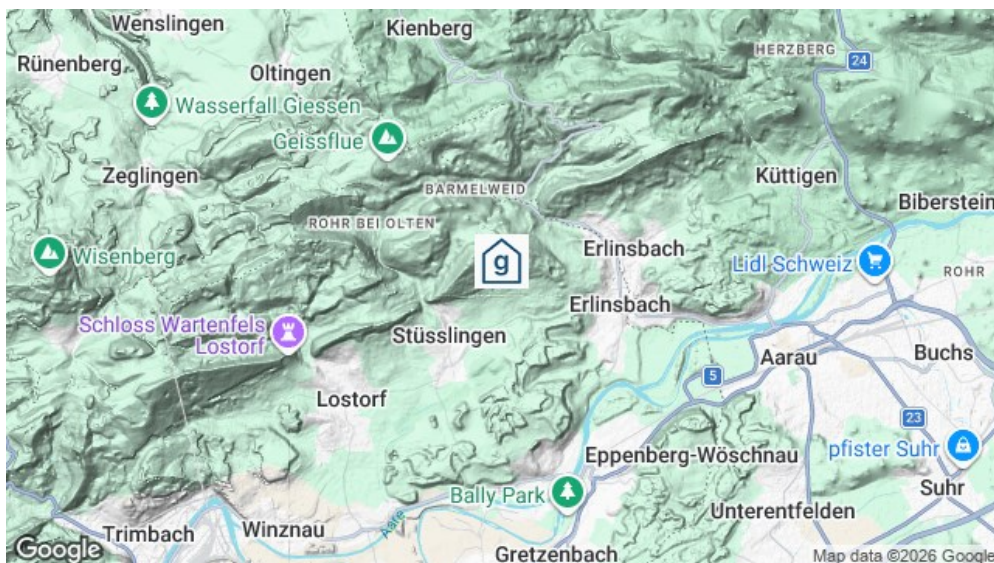 Wenslingen
Kienberg
HERZBERG
24
Rünenberg
Oltingen
Wasserfall Giessen
Geissflue
Zeglingen
BARMELWEID
Küttigen
Biberstein
ROHR BEI OLTEN
Wisenberg
g
Erlinsbach
Lidl Schweiz
ROHR
Erlinsbach
Schloss Wartenfels
Lostorf
Stüsslingen
Aarau
Buchs
5
Lostorf
23
Eppenberg-Wöschnau
pfister Suhr
Bally Park
Suhr
Unterentfelden
Aare
Trimbach
Winznau
Gretzenbach
Google
Map data ©2026 Google